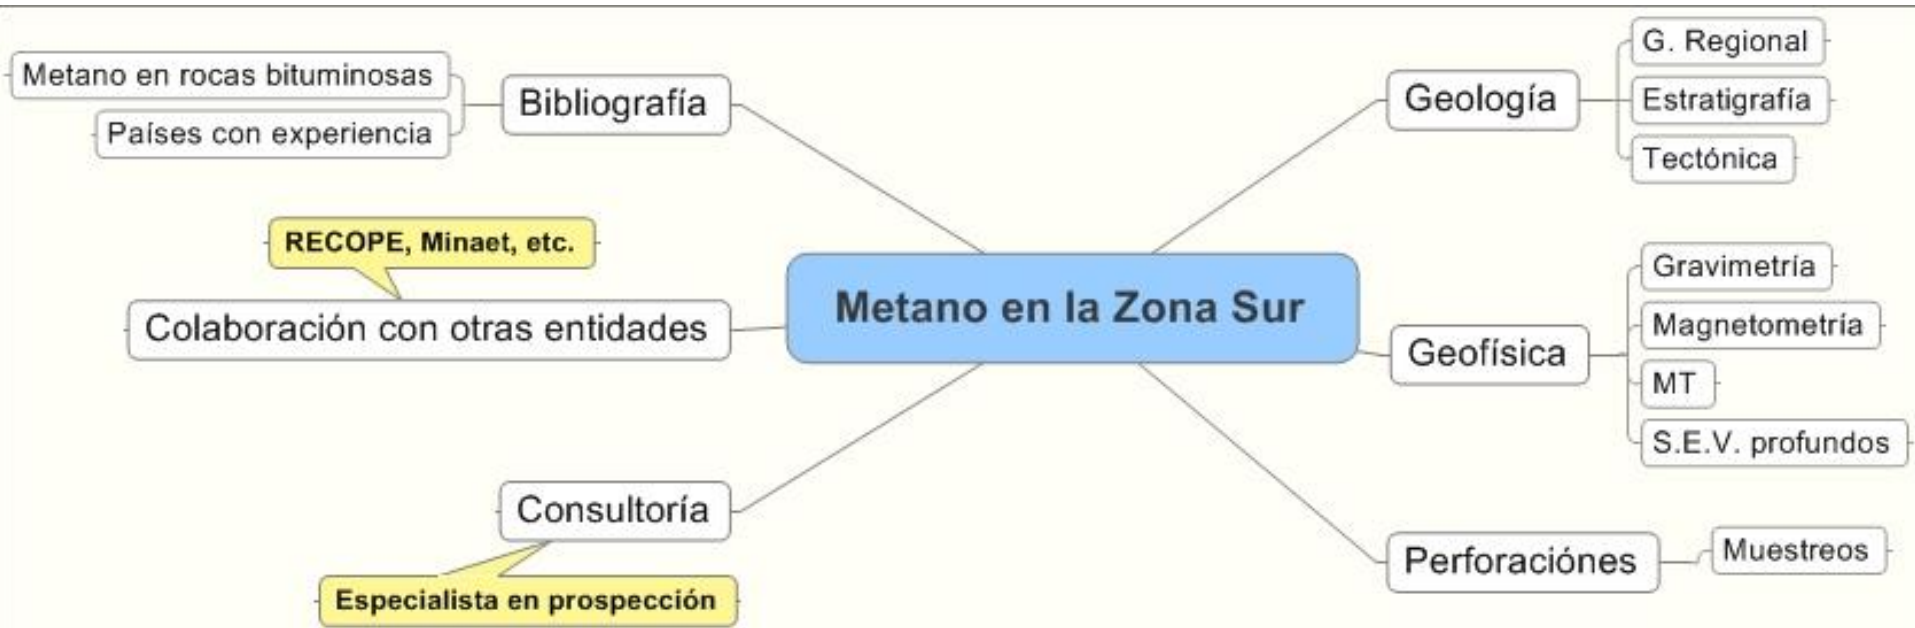 Metano en rocas bituminosas
Países con experiencia
Bibliografía
RECOPE, Minaet, etc.
Colaboración con otras entidades
Consultoría
Especialista en prospección
Metano en la Zona Sur
Geología
G. Regional
Estratigrafía
Tectónica
Geofísica
Gravimetría
Magnetometría
MT
S.E.V. profundos
Perforaciónes
Muestreos